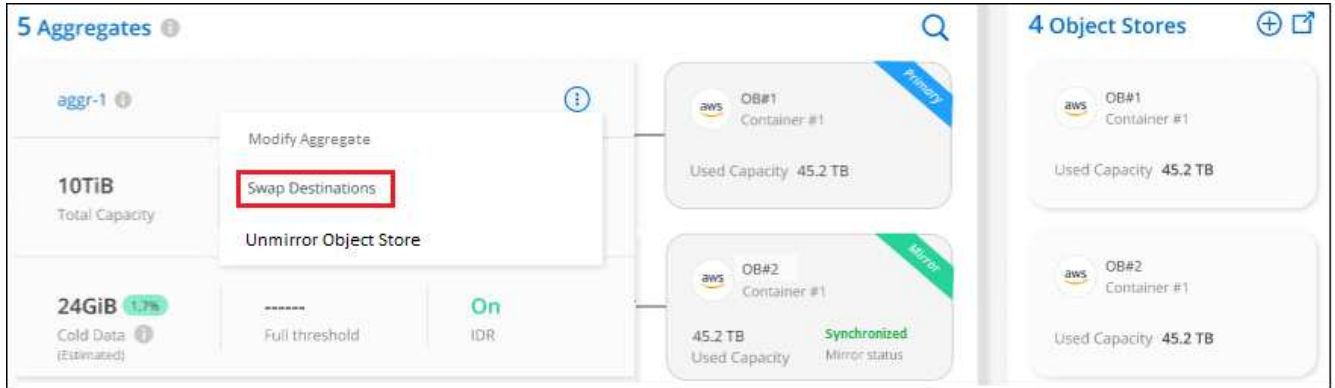 5 Aggregates
aggr-1
Modify Aggregate
Swap Destinations
Unmirror Object Store
10TiB
Total Capacity
24GiB 1.7%
Cold Data
(Estimated)
------
Full threshold
On
IDR
Primary
aws
OB#1
Container #1
Used Capacity 45.2 TB
Mirror
aws
OB#2
Container #1
45.2 TB
Used Capacity
Synchronized
Mirror status
4 Object Stores
aws
OB#1
Container #1
Used Capacity 45.2 TB
aws
OB#2
Container #1
Used Capacity 45.2 TB